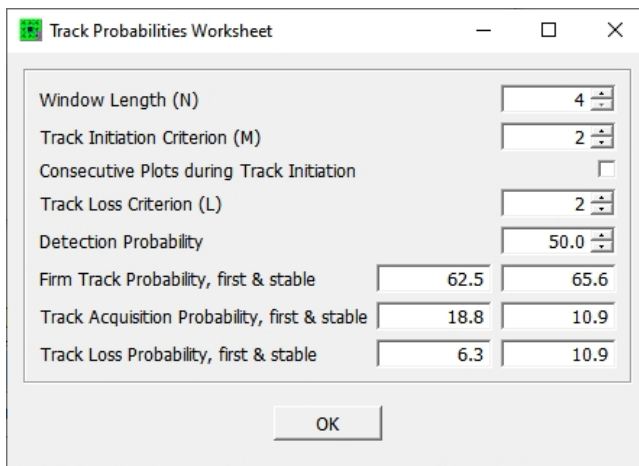 Track Probabilities Worksheet
Window Length (N) 4
Track Initiation Criterion (M) 2
Consecutive Plots during Track Initiation
Track Loss Criterion (L) 2
Detection Probability 50.0
Firm Track Probability, first & stable 62.5 65.6
Track Acquisition Probability, first & stable 18.8 10.9
Track Loss Probability, first & stable 6.3 10.9
OK